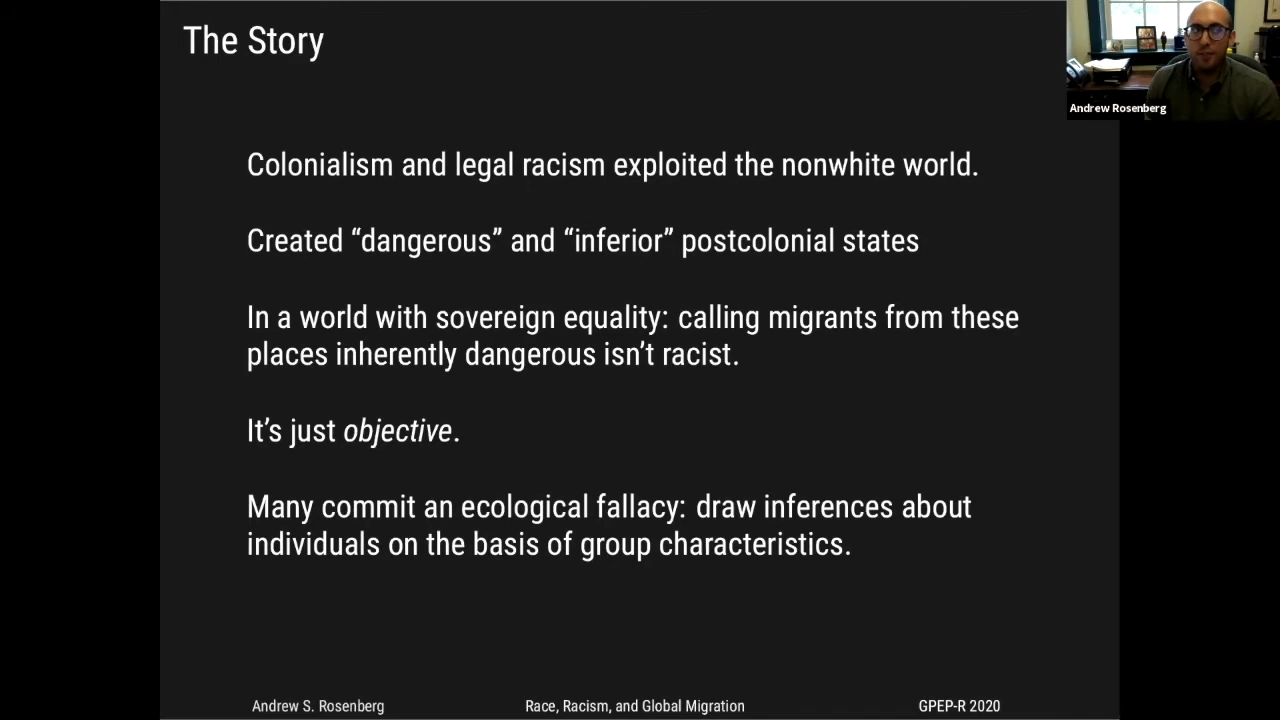 The Story
Andrew Rosenberg
Colonialism and legal racism exploited the nonwhite world.
Created “dangerous” and “inferior” postcolonial states
In a world with sovereign equality: calling migrants from these
places inherently dangerous isn’t racist.
It’s just objective.
Many commit an ecological fallacy: draw inferences about
individuals on the basis of group characteristics.
Andrew S. Rosenberg
Race, Racism, and Global Migration
GPEP-R 2020